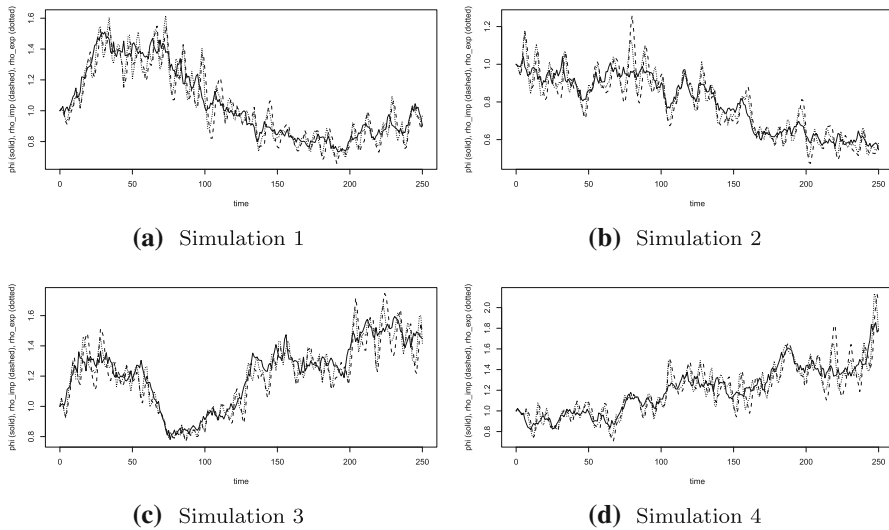 phi (solid), rho_imp (dashed), rho_exp (dotted)
1.6
1.4
1.2
1.0
0.8
0 50 100 150 200 250
time
(a) Simulation 1
phi (solid), rho_imp (dashed), rho_exp (dotted)
1.2
1.0
0.8
0.6
0 50 100 150 200 250
time
(b) Simulation 2
phi (solid), rho_imp (dashed), rho_exp (dotted)
1.6
1.4
1.2
1.0
0.8
0 50 100 150 200 250
time
(c) Simulation 3
phi (solid), rho_imp (dashed), rho_exp (dotted)
2.0
1.8
1.6
1.4
1.2
1.0
0.8
0 50 100 150 200 250
time
(d) Simulation 4